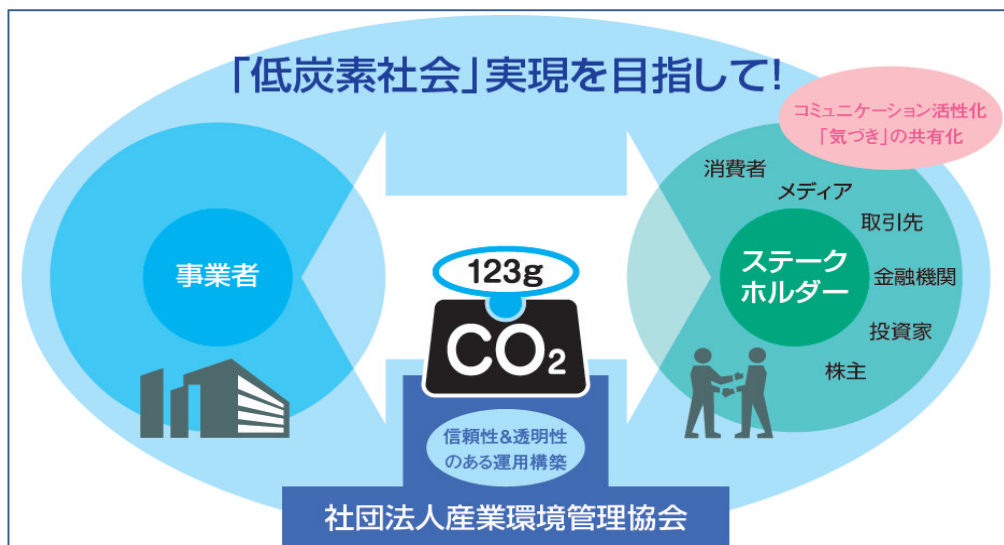 「低炭素社会」実現を目指して!
コミュニケーション活性化
「気づき」の共有化
消費者
メディア
取引先
金融機関
投資家
株主
ステーク
ホルダー
事業者
123g
CO₂
信頼性&透明性
のある運用構築
社団法人産業環境管理協会